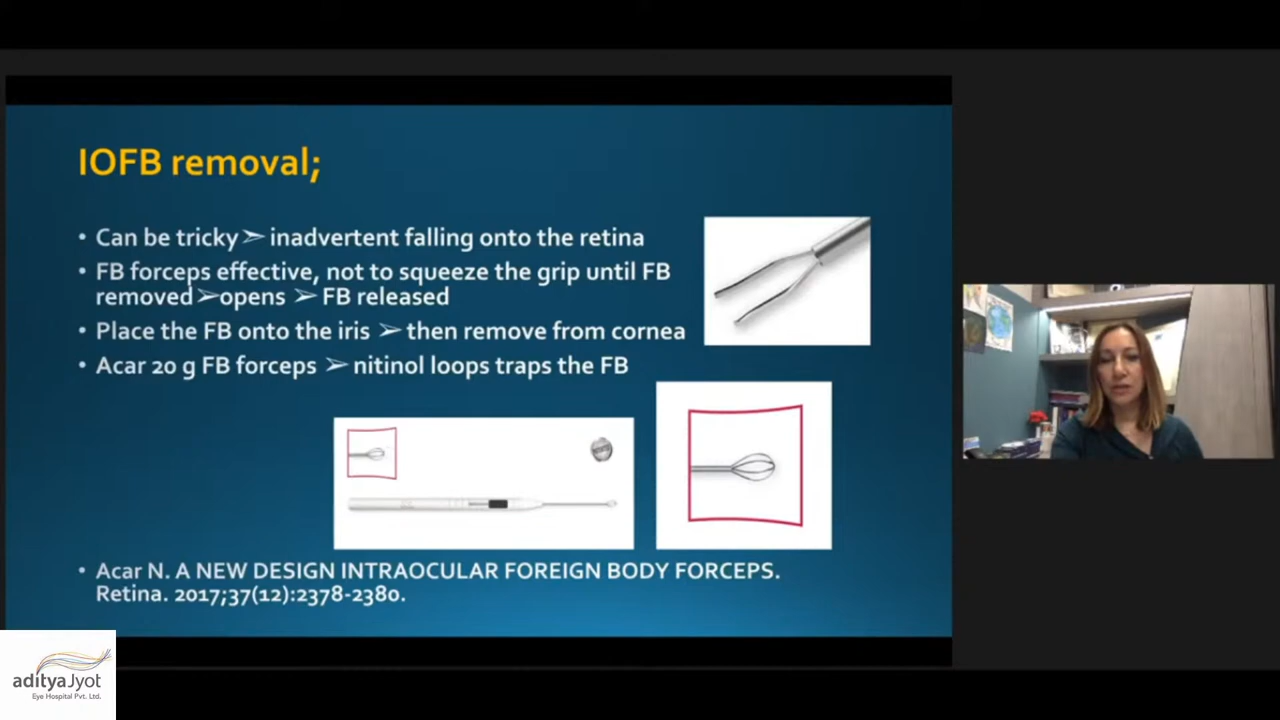 IOFB removal;
• Can be tricky➢ inadvertent falling onto the retina
• FB forceps effective, not to squeeze the grip until FB
removed➢opens ➢ FB released
• Place the FB onto the iris ➢ then remove from cornea
• Acar 20 g FB forceps ➢ nitinol loops traps the FB
• Acar N. A NEW DESIGN INTRAOCULAR FOREIGN BODY FORCEPS.
Retina. 2017;37(12):2378-2380.
adityaJyot
Eye Hospital Pvt. Ltd.